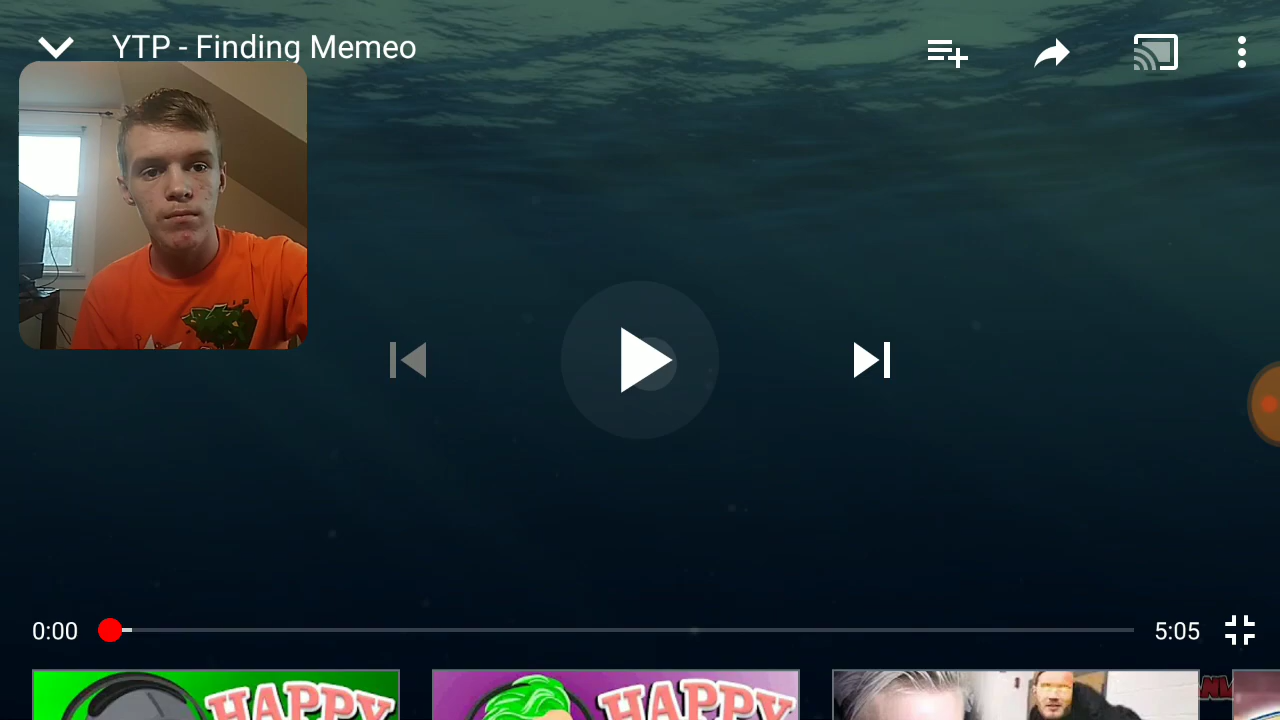 YTP - Finding Memeo
0:00
5:05
HAPPY
HAPPY